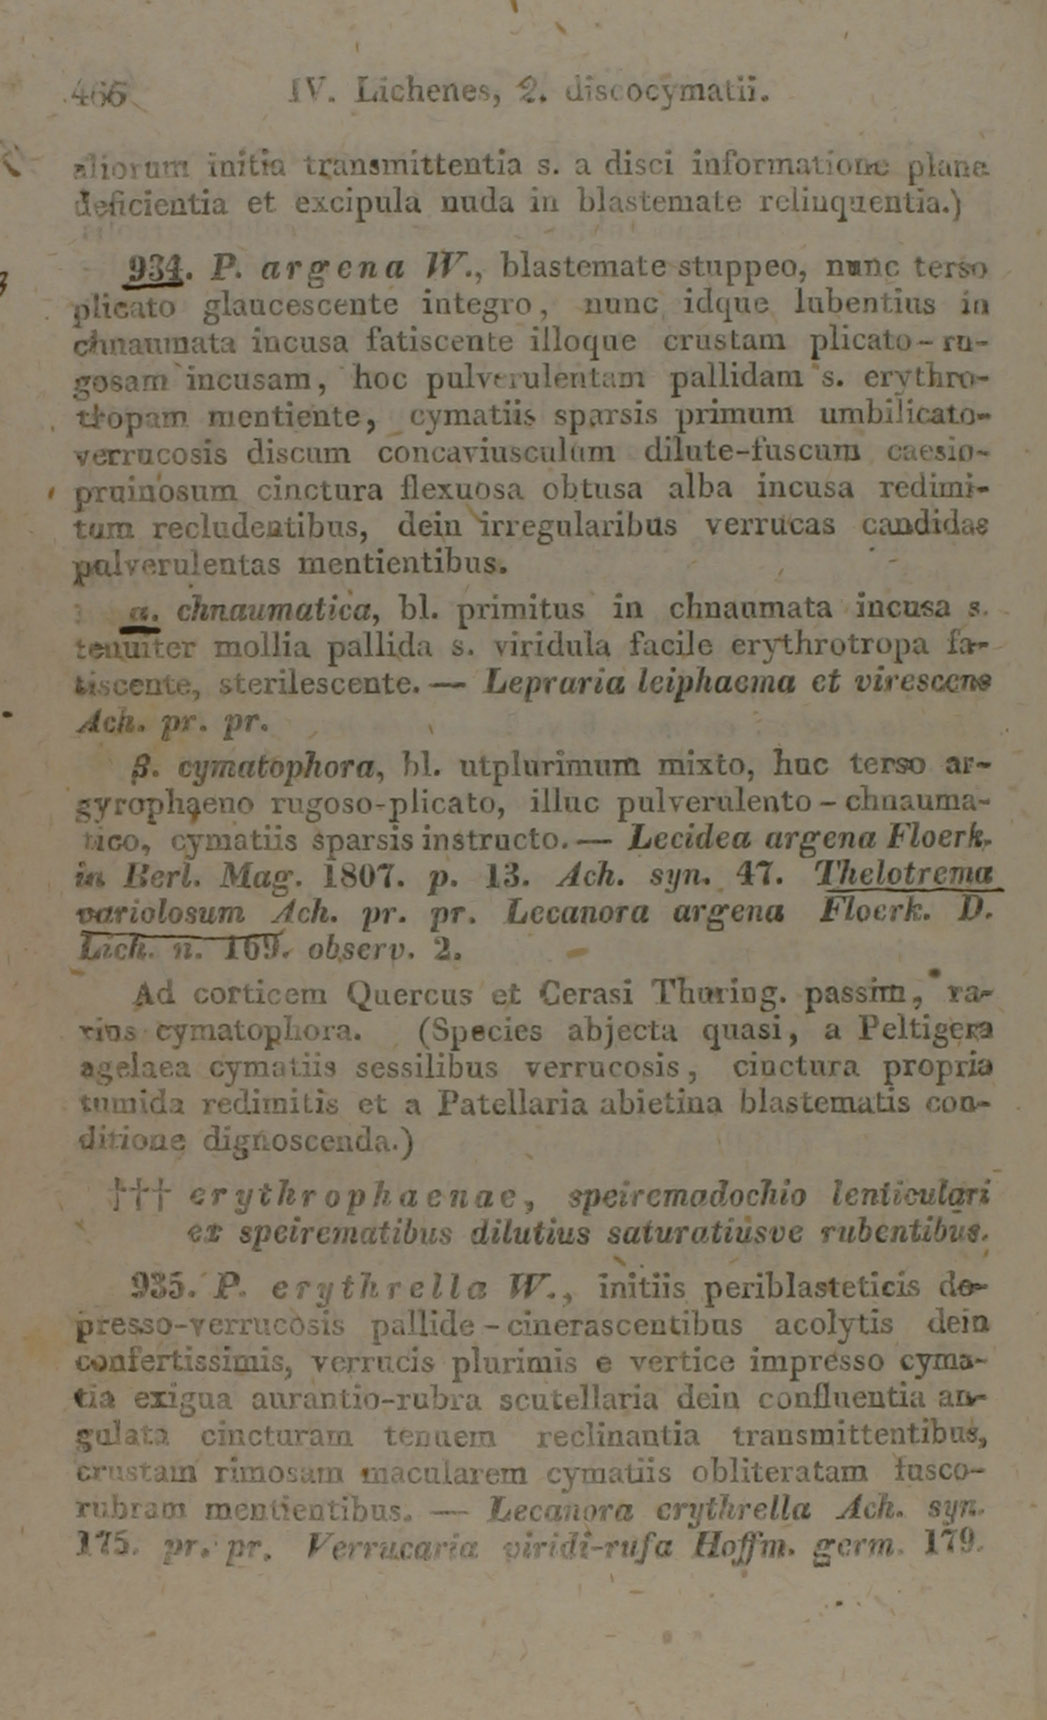 466 IV. Lichenes, 2. discocymatii.
aliorum initia transmittentia s. a disci informatione plane
deficientia et excipula nuda in blastemate relinquentia.)
934. P. argena W., blastemate stuppeo, nunc terso
plicato glaucescente integro, nunc idque lubentius in
chnaumata incusa fatiscente illoque crustam plicato-ru-
gosam incusam, hoc pulverulentam pallidam s. erythro-
tropam mentiente, cymatiis sparsis primum umbilicato-
verrucosis discum concaviusculum dilute-fuscum caesio-
pruinosum cinctura flexuosa obtusa alba incusa redimi-
tum recludentibus, dein irregularibus verrucas candidas
pulverulentas mentientibus.
α. chnaumatica, bl. primitus in chnaumata incusa s.
tenuiter mollia pallida s. viridula facile erythrotropa fa-
tiscente, sterilescente. — Lepraria leiphaema et virescens
Ach. pr. pr.
β. cymatophora, bl. utplurimum mixto, huc terso ar-
gyrophaeno rugoso-plicato, illuc pulverulento-chnauma-
tico, cymatiis sparsis instructo. — Lecidea argena Floerk.
in Berl. Mag. 1807. p. 13. Ach. syn. 47. Thelotrema
variolosum Ach. pr. pr. Lecanora argena Floerk. D.
Lich. n. 169. observ. 2.
Ad corticem Quercus et Cerasi Thuring. passim, ra-
rius cymatophora. (Species abjecta quasi, a Peltigera
agelaea cymatiis sessilibus verrucosis, cinctura propria
tumida redimitis et a Patellaria abietina blastematis con-
ditione dignoscenda.)
††† erythrophaenae, speiremadochio lenticulari
ex speirematibus dilutius saturatiusve rubentibus.
935. P. erythrella W., initiis periblasteticis de-
presso-verrucosis pallide-cinerascentibus acolytis dein
confertissimis, verrucis plurimis e vertice impresso cyma-
tia exigua aurantio-rubra scutellaria dein confluentia an-
gulata cincturam tenuem reclinantia transmittentibus,
crustam rimosam macularem cymatiis obliteratam fusco-
rubram mentientibus. — Lecanora erythrella Ach. syn.
175. pr. pr. Verrucaria viridi-rufa Hoffm. germ. 179.